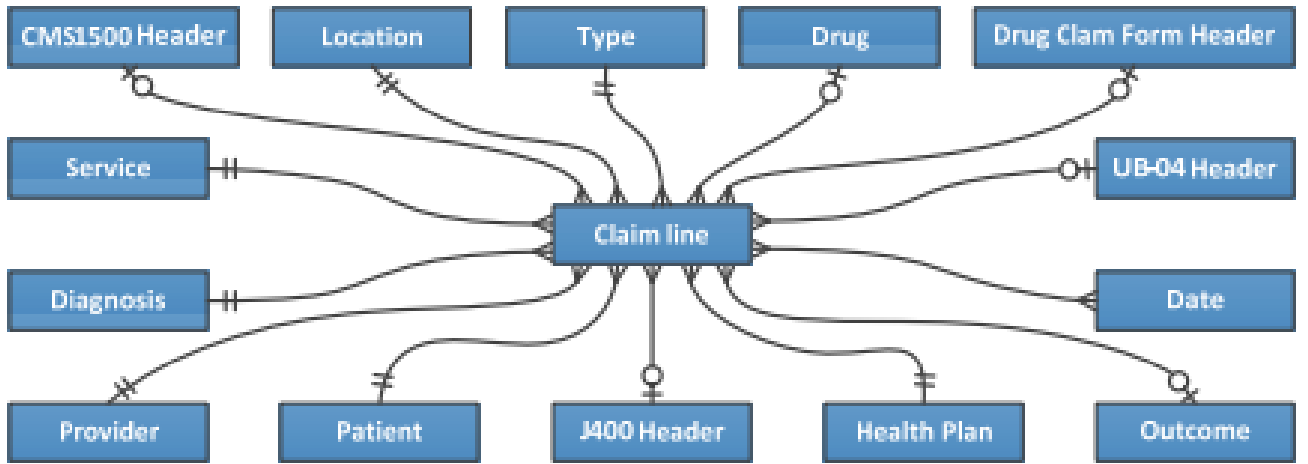 CMS1500 Header
Location
Type
Drug
Drug Clam Form Header
Service
UB-04 Header
Claim line
Diagnosis
Date
Provider
Patient
J400 Header
Health Plan
Outcome